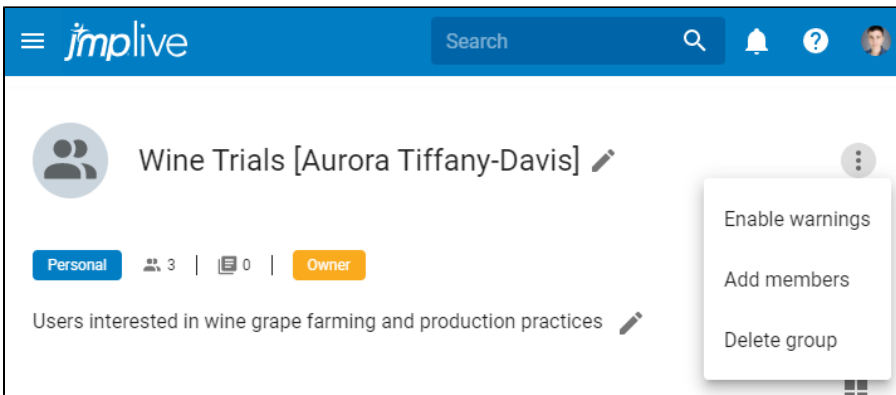 jmplive Search ?
Wine Trials [Aurora Tiffany-Davis]
Enable warnings
Personal 3 | 0 | Owner
Add members
Users interested in wine grape farming and production practices
Delete group